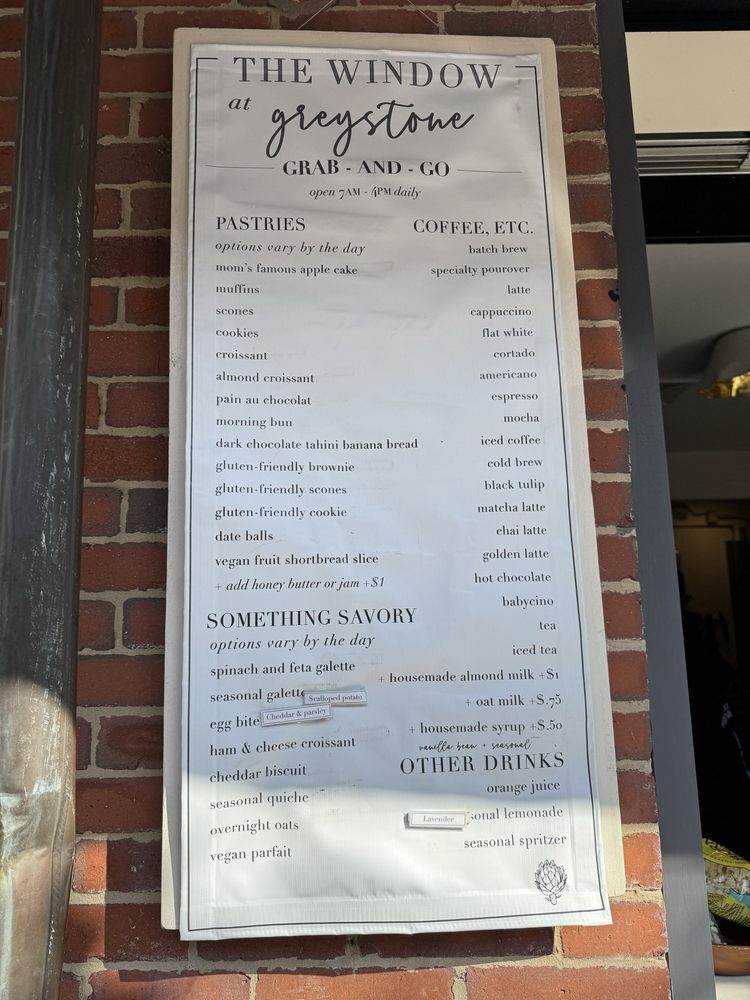 THE WINDOW
at greystone
GRAB - AND - GO
open 7AM - 4PM daily
PASTRIES
options vary by the day
mom's famous apple cake
muffins
scones
cookies
croissant
almond croissant
pain au chocolat
morning bun
dark chocolate tahini banana bread
gluten-friendly brownie
gluten-friendly scones
gluten-friendly cookie
date balls
vegan fruit shortbread slice
+ add honey butter or jam +$1
SOMETHING SAVORY
options vary by the day
spinach and feta galette
seasonal galette
Scalloped potato
egg bite
Cheddar & parsley
ham & cheese croissant
cheddar biscuit
seasonal quiche
overnight oats
vegan parfait
COFFEE, ETC.
batch brew
specialty pourover
latte
cappuccino
flat white
cortado
americano
espresso
mocha
iced coffee
cold brew
black tulip
matcha latte
chai latte
golden latte
hot chocolate
babycino
tea
iced tea
+ housemade almond milk +$1
+ oat milk +$.75
+ housemade syrup +$.50
vanilla bean + seasonal
OTHER DRINKS
orange juice
Lavender sonal lemonade
seasonal spritzer